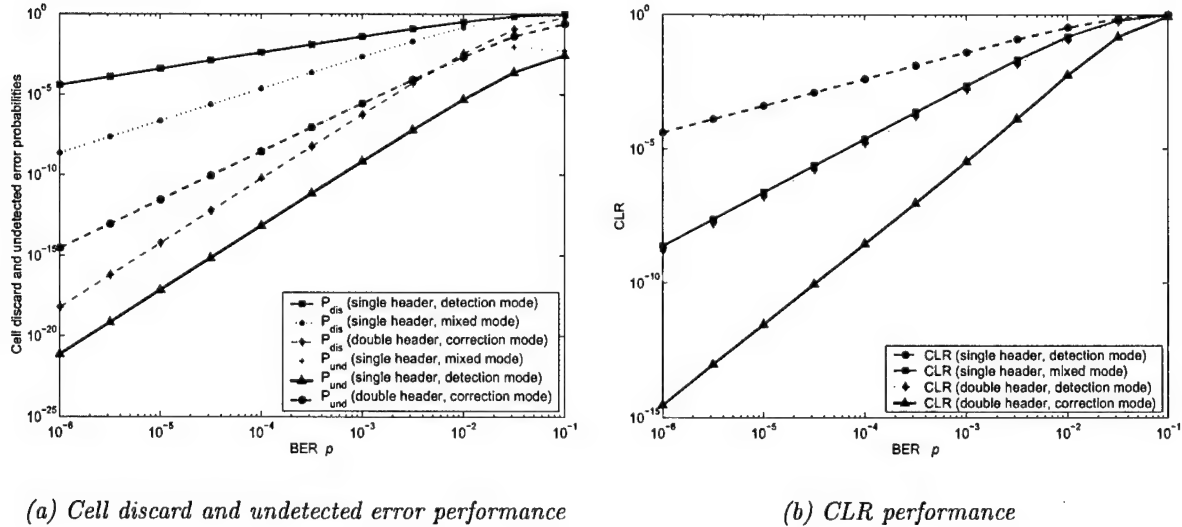 Cell discard and undetected error probabilities
10^0
10^-5
10^-10
10^-15
10^-20
10^-25
10^-6
10^-5
10^-4
10^-3
10^-2
10^-1
BER p
P_dis (single header, detection mode)
P_dis (single header, mixed mode)
P_dis (double header, correction mode)
P_und (single header, mixed mode)
P_und (single header, detection mode)
P_und (double header, correction mode)
(a) Cell discard and undetected error performance
CLR
10^0
10^-5
10^-10
10^-15
10^-6
10^-5
10^-4
10^-3
10^-2
10^-1
BER p
CLR (single header, detection mode)
CLR (single header, mixed mode)
CLR (double header, detection mode)
CLR (double header, correction mode)
(b) CLR performance